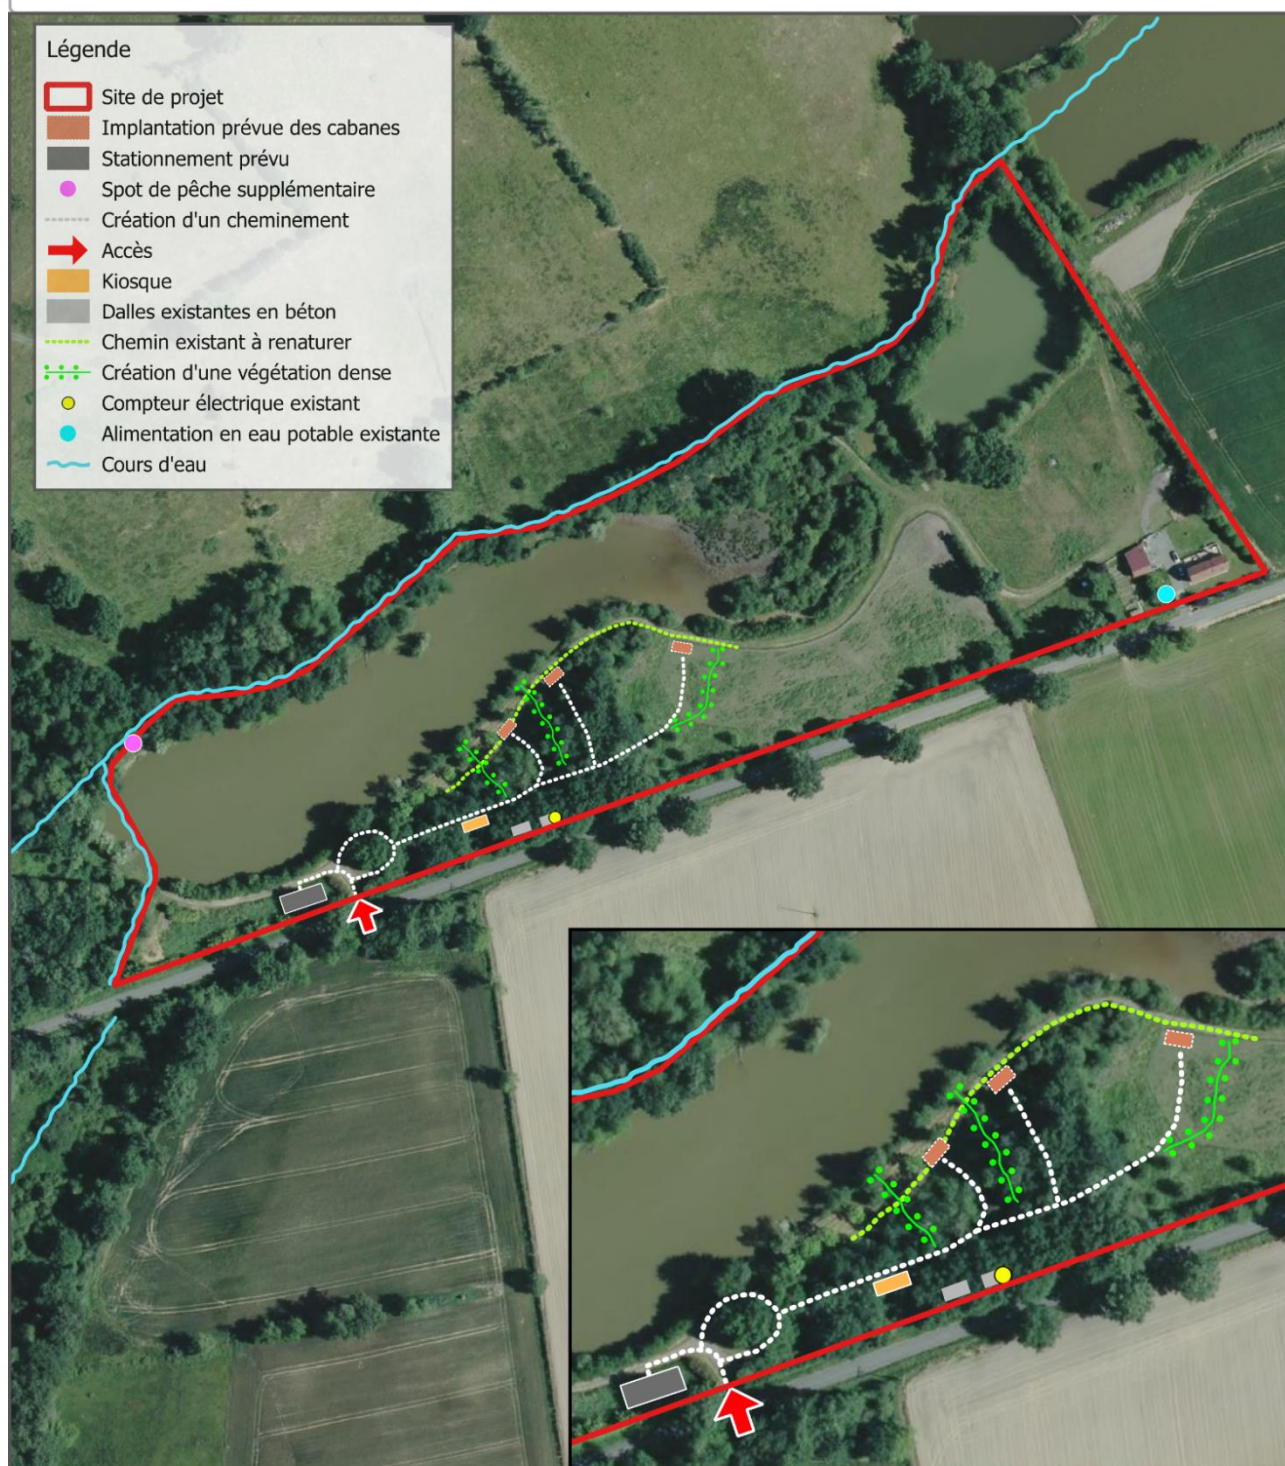 Légende
Site de projet
Implantation prévue des cabanes
Stationnement prévu
Spot de pêche supplémentaire
Création d'un cheminement
Accès
Kiosque
Dalles existantes en béton
Chemin existant à renaturer
Création d'une végétation dense
Compteur électrique existant
Alimentation en eau potable existante
Cours d'eau